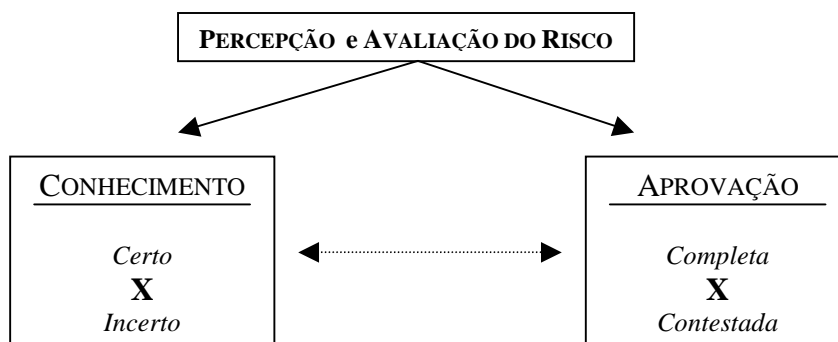 PERCEPÇÃO e AVALIAÇÃO DO RISCO
CONHECIMENTO
Certo
X
Incerto
APROVAÇÃO
Completa
X
Contestada